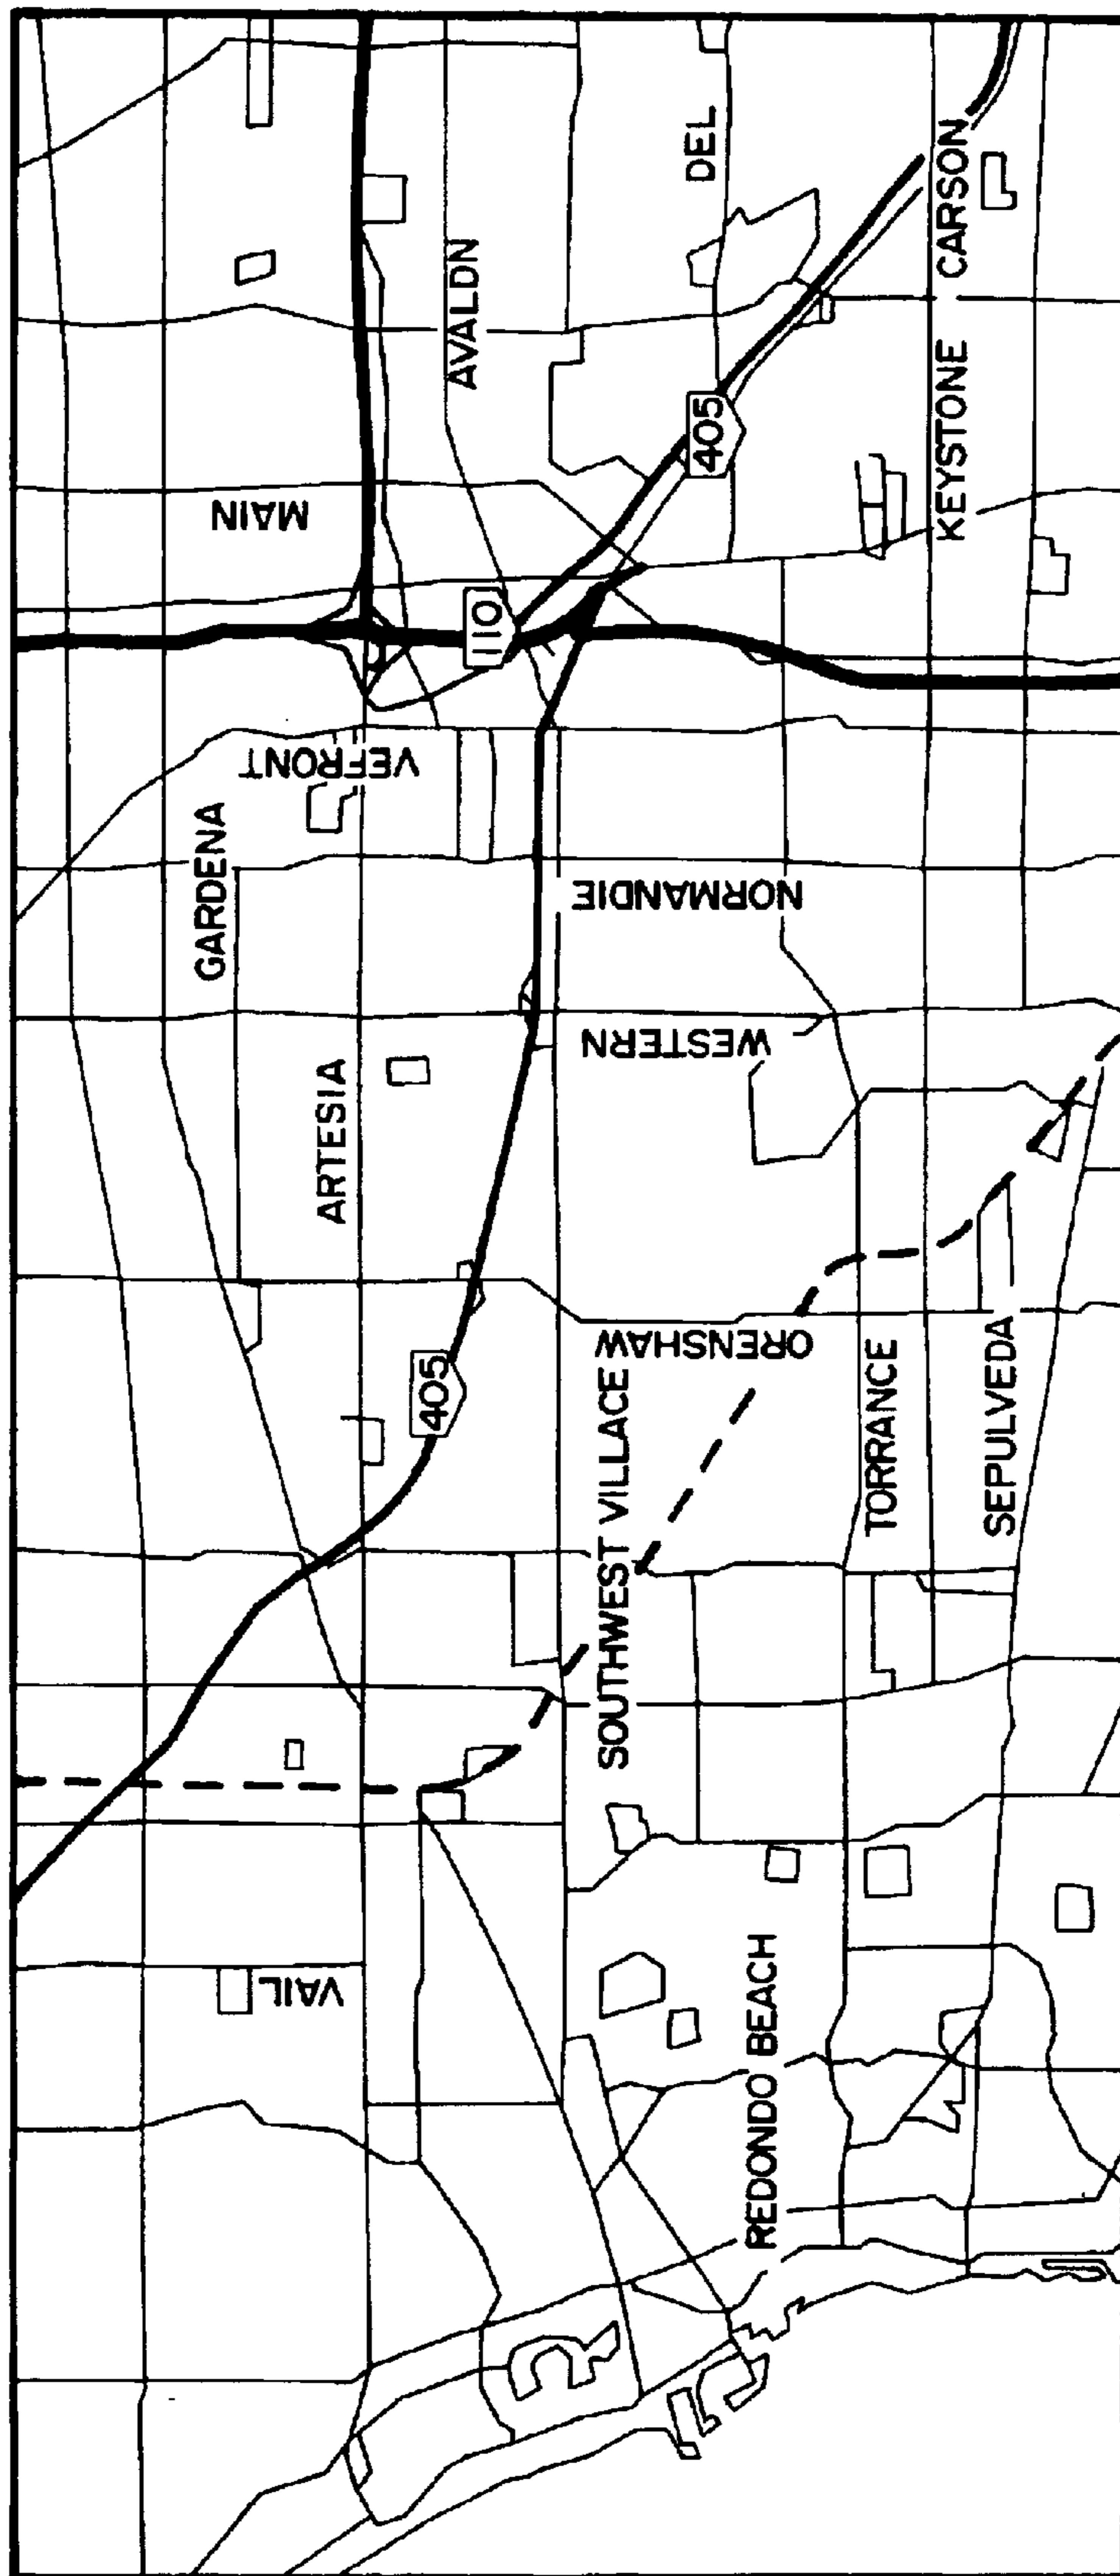 DEL
CARSON
AVALDN
KEYSTONE
405
MAIN
110
VEFRONT
GARDENA
NORMANDIE
WESTERN
ARTESIA
ORENSHAW
405
TORRANCE
SEPULVEDA
SOUTHWEST VILLACE
VAIL
REDONDO BEACH